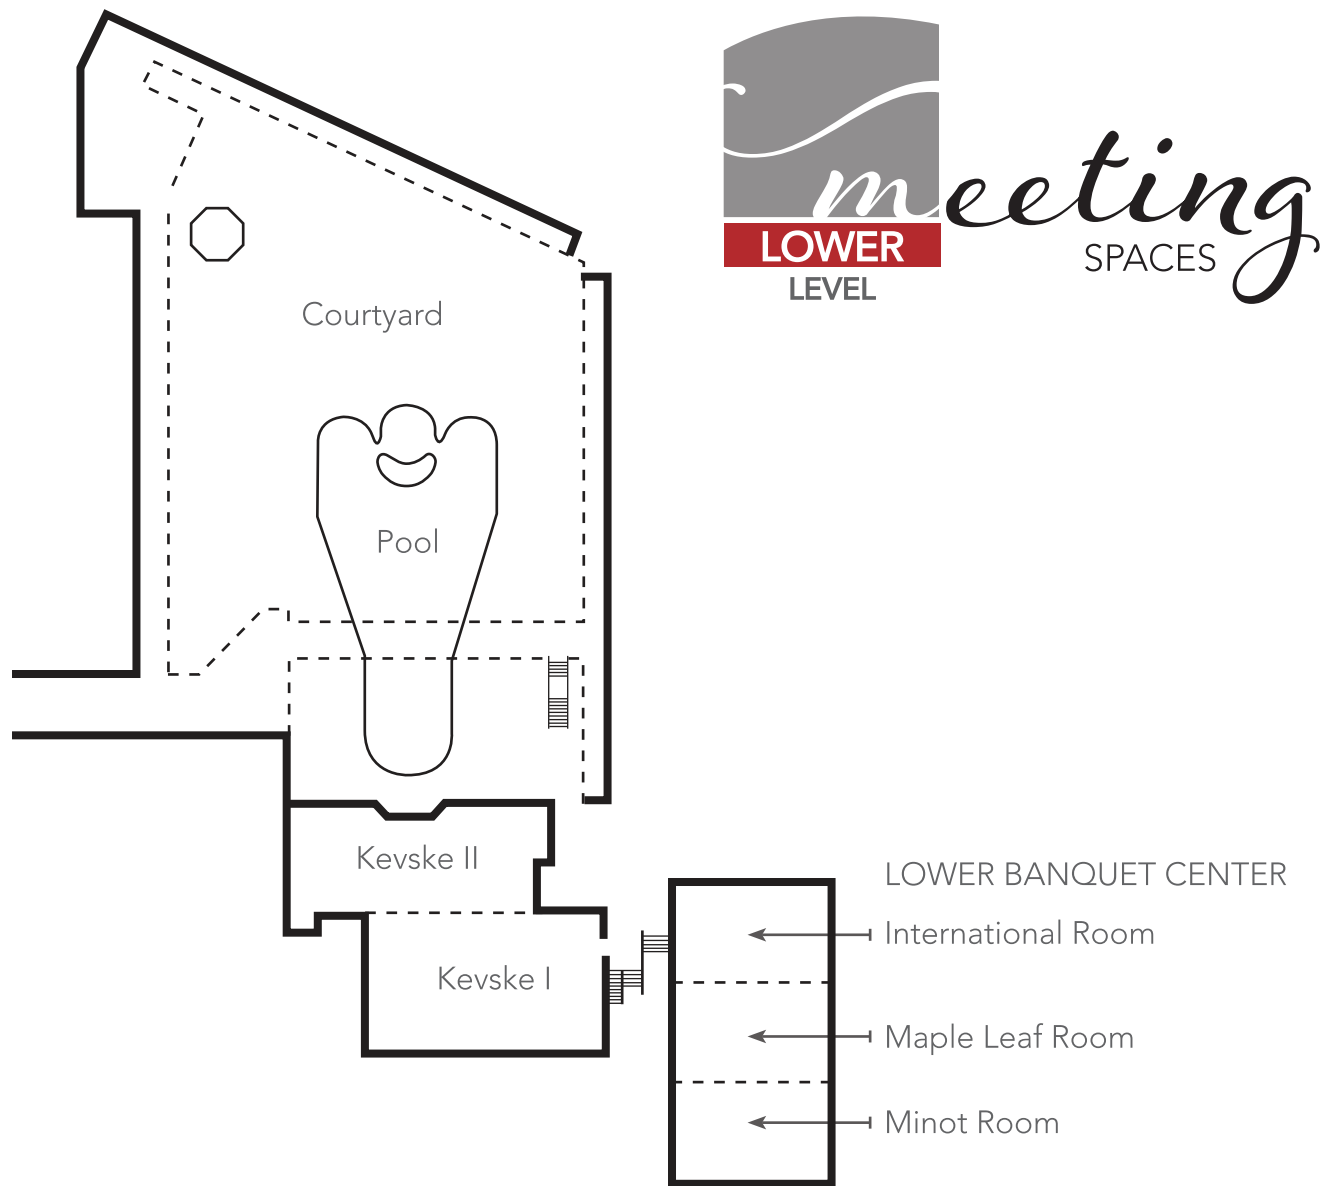 meeting
LOWER
SPACES
LEVEL
Courtyard
Pool
Kevske II
LOWER BANQUET CENTER
International Room
Kevske I
Maple Leaf Room
Minot Room